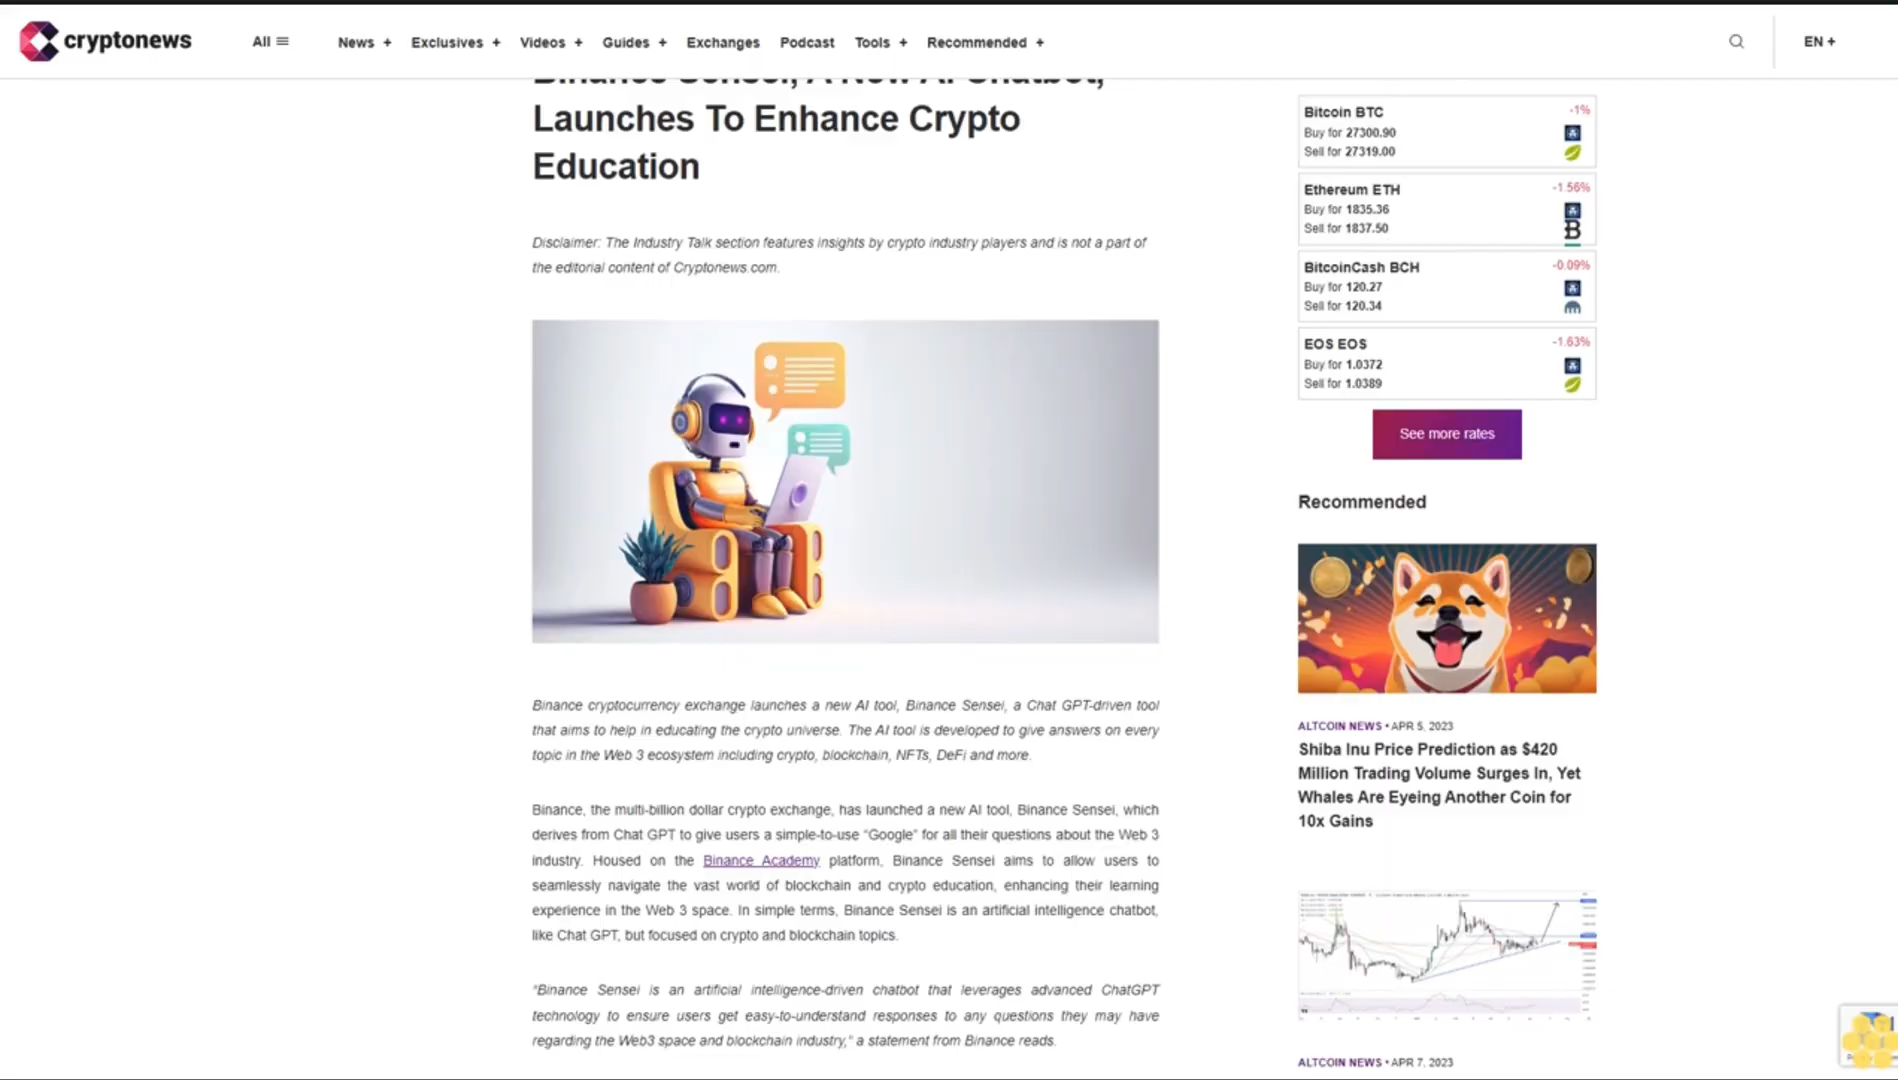 cryptonews
All
News +
Exclusives +
Videos +
Guides +
Exchanges
Podcast
Tools +
Recommended +
EN +
Binance Sensei, A New AI Chatbot,
Launches To Enhance Crypto
Education
Disclaimer: The Industry Talk section features insights by crypto industry players and is not a part of
the editorial content of Cryptonews.com.
Binance cryptocurrency exchange launches a new AI tool, Binance Sensei, a Chat GPT-driven tool
that aims to help in educating the crypto universe. The AI tool is developed to give answers on every
topic in the Web 3 ecosystem including crypto, blockchain, NFTs, DeFi and more.
Binance, the multi-billion dollar crypto exchange, has launched a new AI tool, Binance Sensei, which
derives from Chat GPT to give users a simple-to-use “Google” for all their questions about the Web 3
industry. Housed on the Binance Academy platform, Binance Sensei aims to allow users to
seamlessly navigate the vast world of blockchain and crypto education, enhancing their learning
experience in the Web 3 space. In simple terms, Binance Sensei is an artificial intelligence chatbot,
like Chat GPT, but focused on crypto and blockchain topics.
“Binance Sensei is an artificial intelligence-driven chatbot that leverages advanced ChatGPT
technology to ensure users get easy-to-understand responses to any questions they may have
regarding the Web3 space and blockchain industry,” a statement from Binance reads.
Bitcoin BTC
-1%
Buy for 27300.90
Sell for 27319.00
Ethereum ETH
-1.56%
Buy for 1835.36
Sell for 1837.50
BitcoinCash BCH
-0.09%
Buy for 120.27
Sell for 120.34
EOS EOS
-1.63%
Buy for 1.0372
Sell for 1.0389
See more rates
Recommended
ALTCOIN NEWS • APR 5, 2023
Shiba Inu Price Prediction as $420
Million Trading Volume Surges In, Yet
Whales Are Eyeing Another Coin for
10x Gains
ALTCOIN NEWS • APR 7, 2023